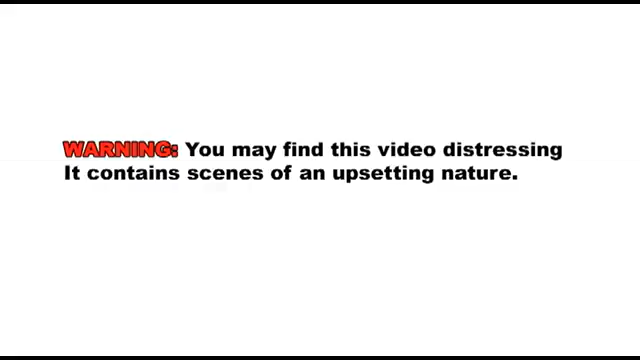 WARNING: You may find this video distressing
It contains scenes of an upsetting nature.